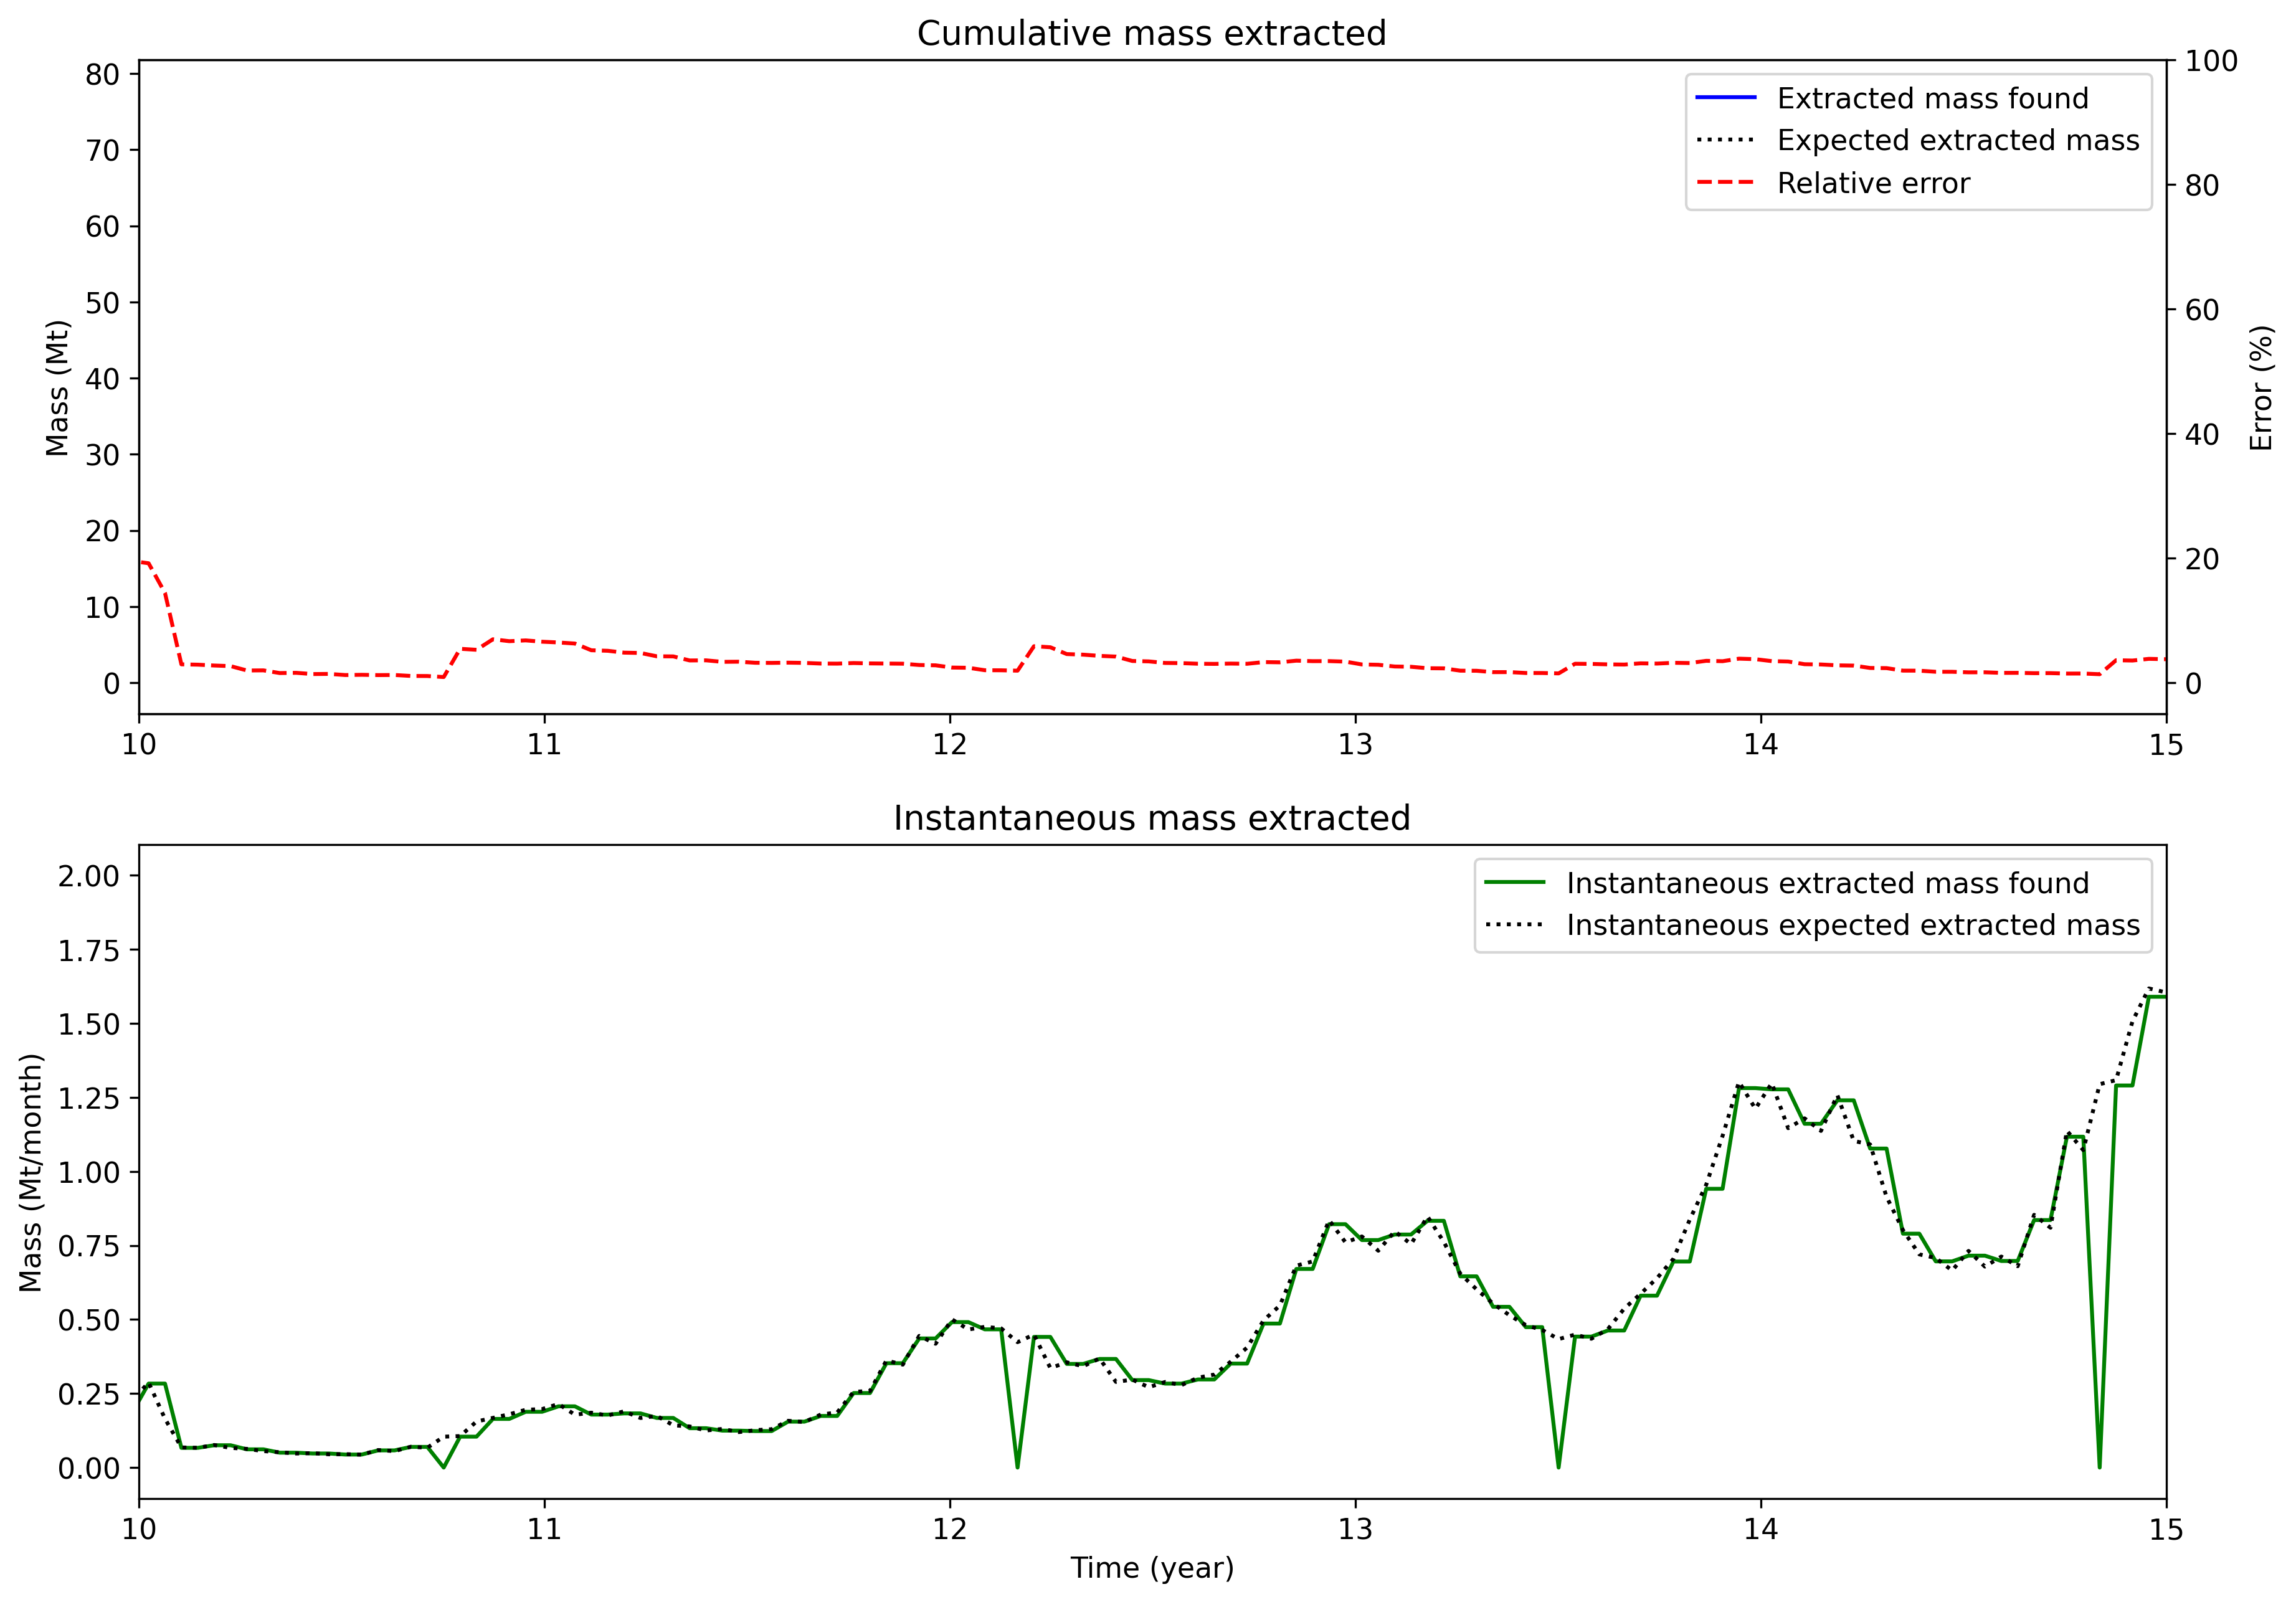 Cumulative mass extracted
80
70
60
50
40
30
20
10
0
Mass (Mt)
100
80
60
40
20
0
Error (%)
Extracted mass found
Expected extracted mass
Relative error
10 11 12 13 14 15
Instantaneous mass extracted
2.00
1.75
1.50
1.25
1.00
0.75
0.50
0.25
0.00
Mass (Mt/month)
Instantaneous extracted mass found
Instantaneous expected extracted mass
10 11 12 13 14 15
Time (year)